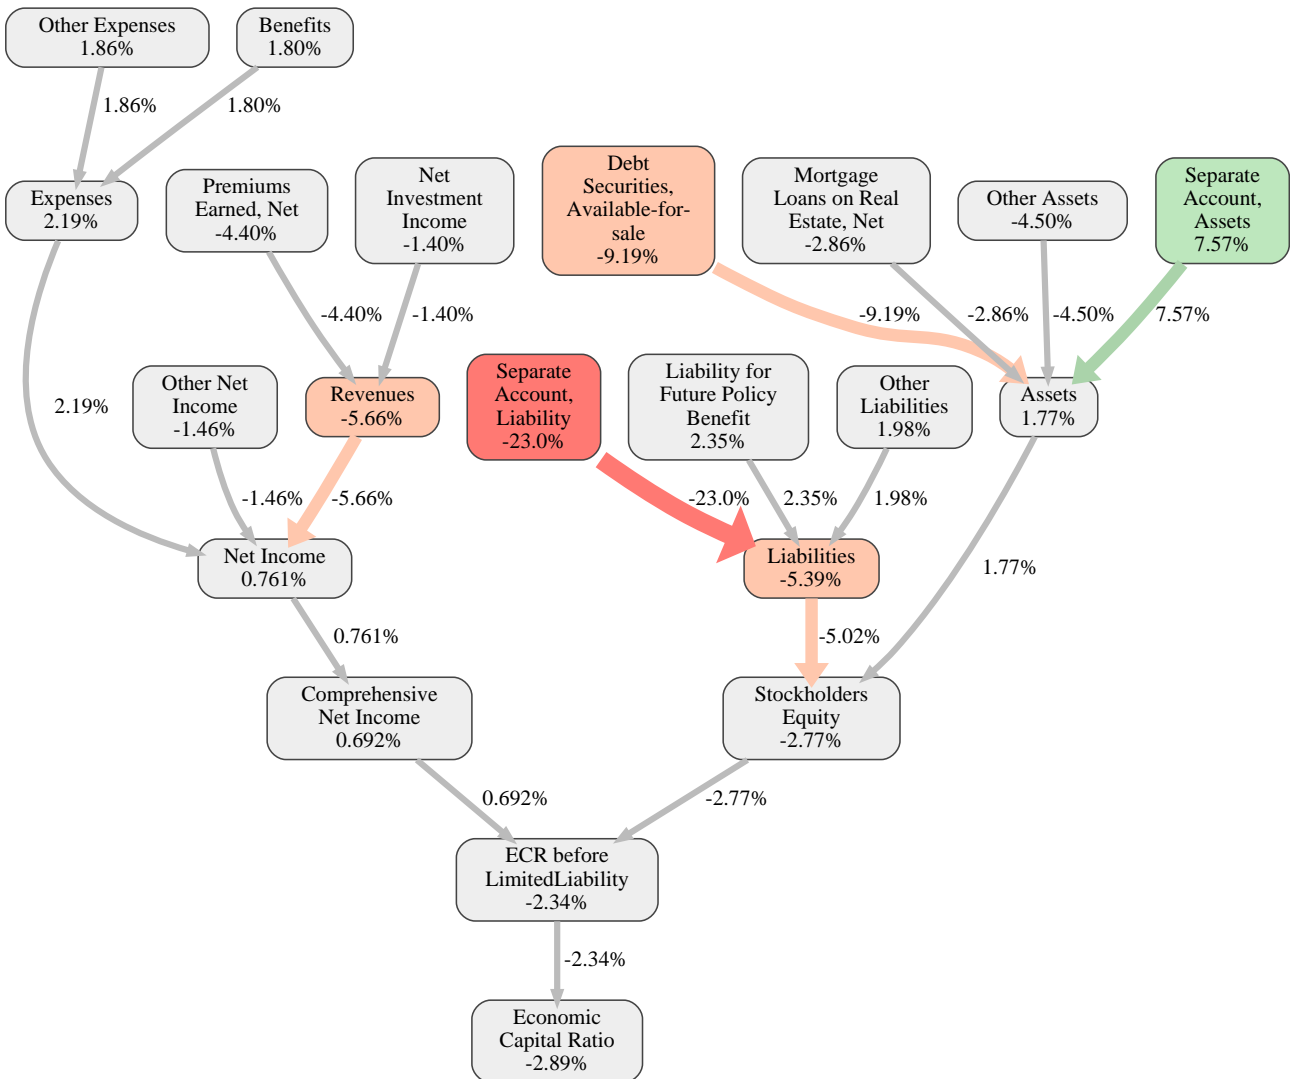 Other Expenses
1.86%
Benefits
1.80%
1.86%
1.80%
Expenses
2.19%
Premiums
Earned, Net
-4.40%
Net
Investment
Income
-1.40%
Debt
Securities,
Available-for-
sale
-9.19%
Mortgage
Loans on Real
Estate, Net
-2.86%
Other Assets
-4.50%
Separate
Account,
Assets
7.57%
-4.40%
-1.40%
-9.19%
-2.86%
-4.50%
7.57%
2.19%
Other Net
Income
-1.46%
Revenues
-5.66%
Separate
Account,
Liability
-23.0%
Liability for
Future Policy
Benefit
2.35%
Other
Liabilities
1.98%
Assets
1.77%
-1.46%
-5.66%
-23.0%
2.35%
1.98%
1.77%
Net Income
0.761%
Liabilities
-5.39%
0.761%
-5.02%
Comprehensive
Net Income
0.692%
Stockholders
Equity
-2.77%
0.692%
-2.77%
ECR before
LimitedLiability
-2.34%
-2.34%
Economic
Capital Ratio
-2.89%